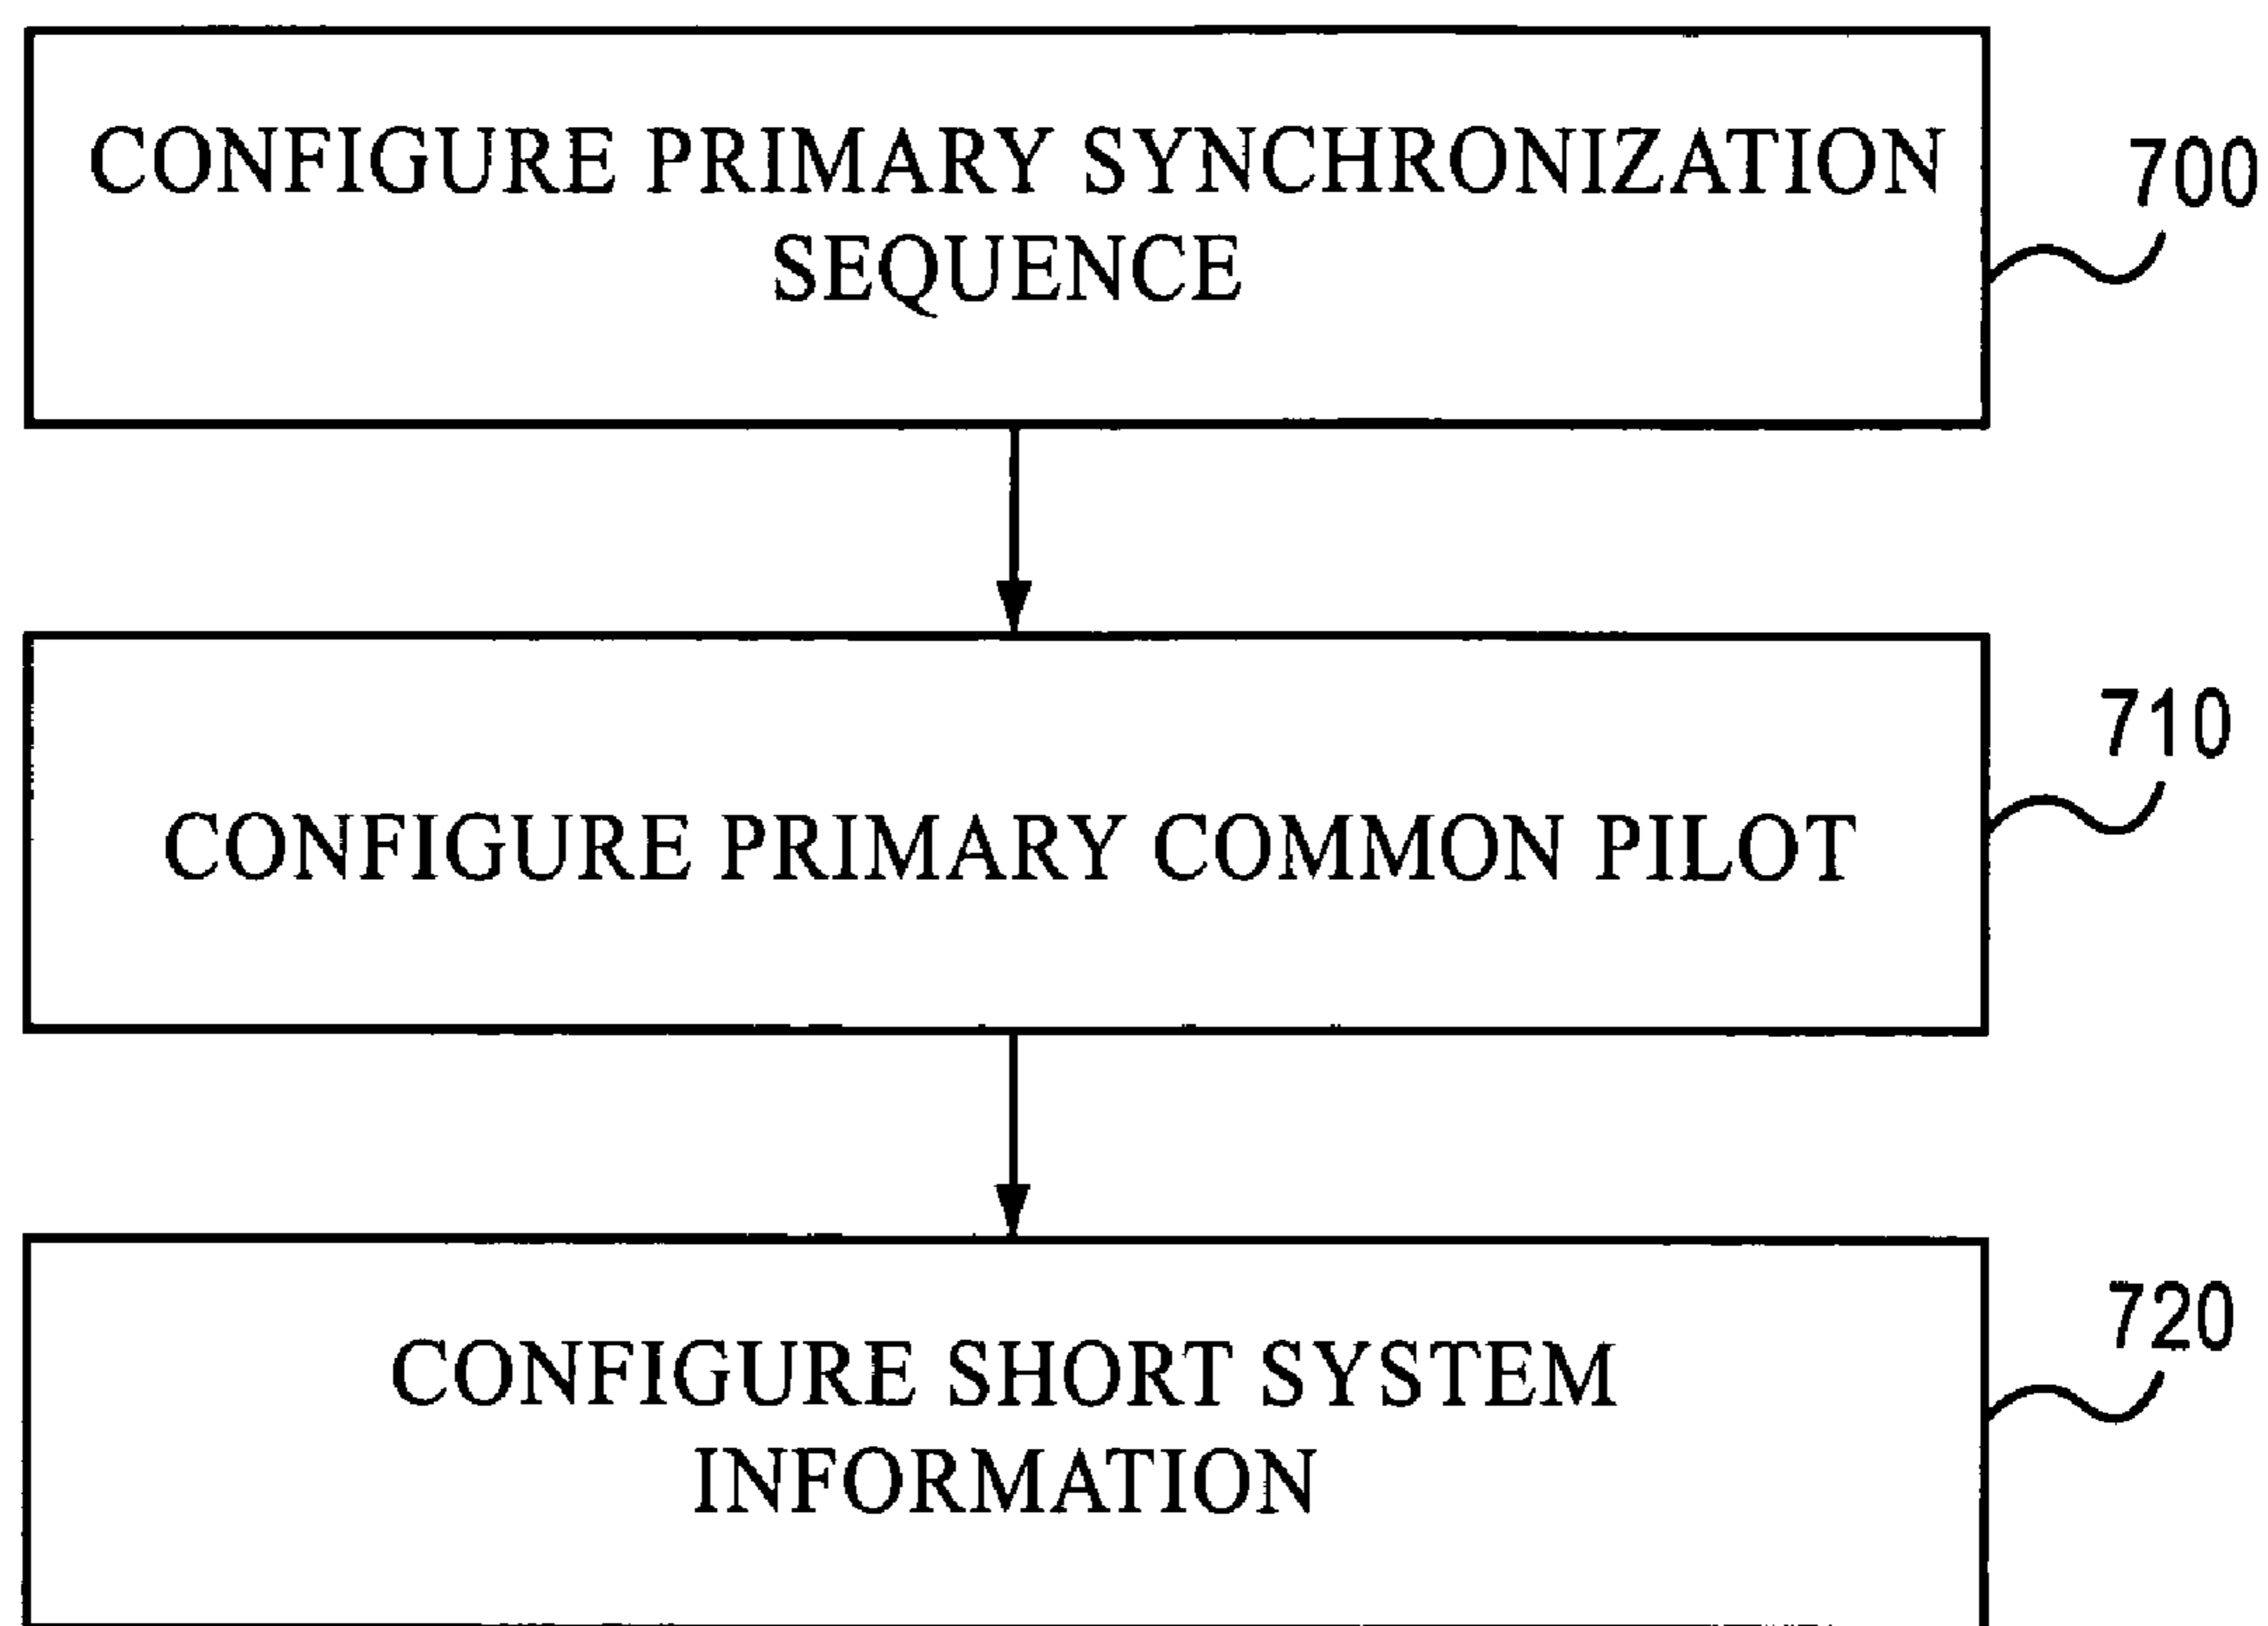 CONFIGURE PRIMARY SYNCHRONIZATION
SEQUENCE
700
CONFIGURE PRIMARY COMMON PILOT
710
CONFIGURE SHORT SYSTEM
INFORMATION
720